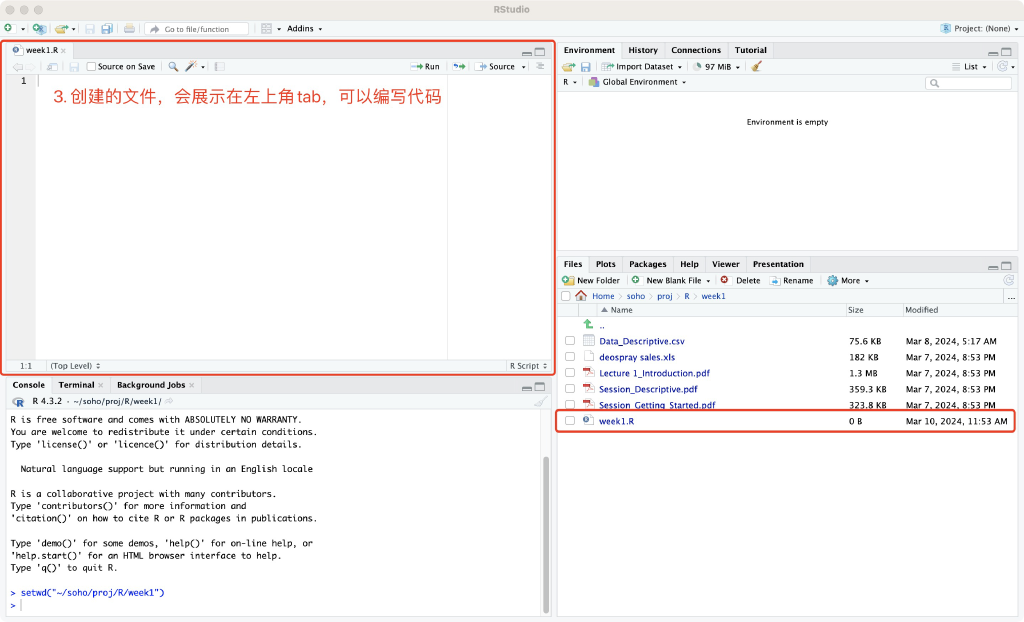 RStudio
Go to file/function
Addins
Project: (None)
week1.R
Source on Save
Run
Source
1
3. 创建的文件，会展示在左上角tab，可以编写代码
1:1
(Top Level)
R Script
Console
Terminal
Background Jobs
R 4.3.2 · ~/soho/proj/R/week1/
R is free software and comes with ABSOLUTELY NO WARRANTY.
You are welcome to redistribute it under certain conditions.
Type 'license()' or 'licence()' for distribution details.
Natural language support but running in an English locale
R is a collaborative project with many contributors.
Type 'contributors()' for more information and
'citation()' on how to cite R or R packages in publications.
Type 'demo()' for some demos, 'help()' for on-line help, or
'help.start()' for an HTML browser interface to help.
Type 'q()' to quit R.
> setwd("~/soho/proj/R/week1")
>
Environment
History
Connections
Tutorial
Import Dataset
97 MiB
List
R
Global Environment
Environment is empty
Files
Plots
Packages
Help
Viewer
Presentation
New Folder
New Blank File
Delete
Rename
More
Home
soho
proj
R
week1
...
Name
Size
Modified
..
Data_Descriptive.csv 75.6 KB Mar 8, 2024, 5:17 AM
deospray sales.xls 182 KB Mar 7, 2024, 8:53 PM
Lecture 1_Introduction.pdf 1.3 MB Mar 7, 2024, 8:53 PM
Session_Descriptive.pdf 359.3 KB Mar 7, 2024, 8:53 PM
Session_Getting_Started.pdf 323.8 KB Mar 7, 2024, 8:53 PM
week1.R 0 B Mar 10, 2024, 11:53 AM